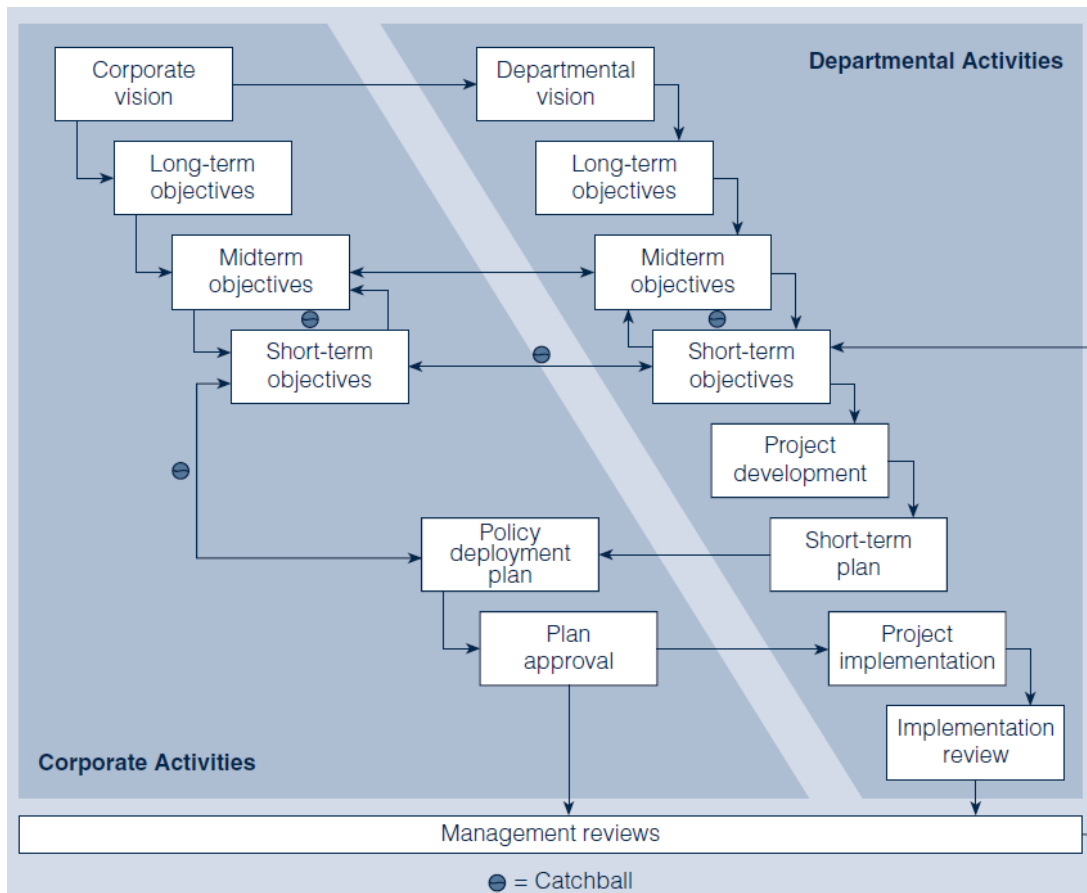 Departmental Activities
Corporate
vision
Departmental
vision
Long-term
objectives
Long-term
objectives
Midterm
objectives
Midterm
objectives
Short-term
objectives
Short-term
objectives
Project
development
Policy
deployment
plan
Short-term
plan
Plan
approval
Project
implementation
Implementation
review
Corporate Activities
Management reviews
= Catchball